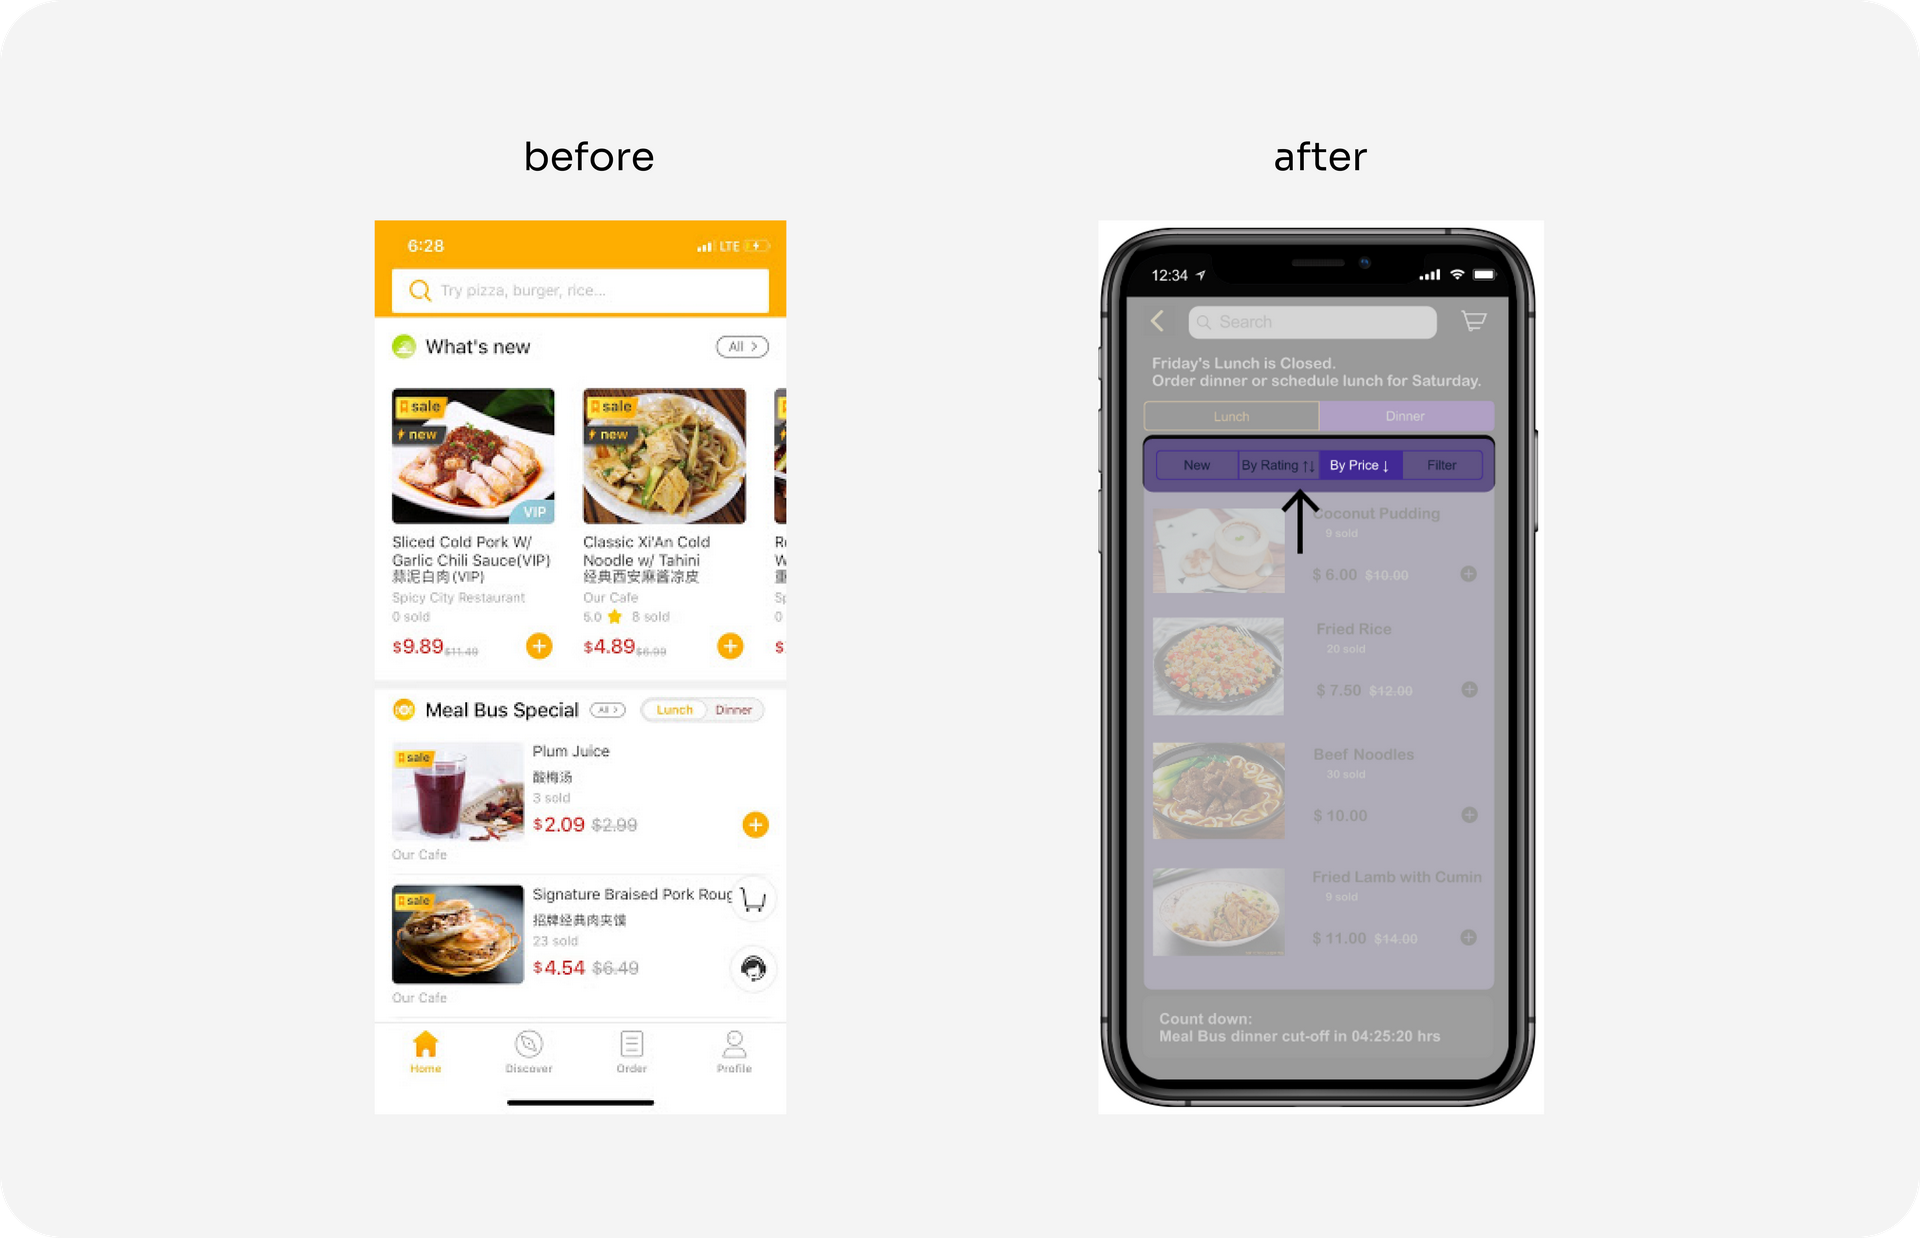 before
after
6:28
LTE
Try pizza, burger, rice...
What's new
All >
sale
new
VIP
sale
new
Sliced Cold Pork W/
Garlic Chili Sauce(VIP)
蒜泥白肉(VIP)
Spicy City Restaurant
0 sold
$9.89 $11.49
Classic Xi'An Cold
Noodle w/ Tahini
经典西安麻酱凉皮
Our Cafe
5.0 8 sold
$4.89 $6.99
R
W
重
Sp
0
$
Meal Bus Special
All >
Lunch
Dinner
sale
Plum Juice
酸梅汤
3 sold
$2.09 $2.99
Our Cafe
sale
Signature Braised Pork Roug
招牌经典肉夹馍
23 sold
$4.54 $6.49
Our Cafe
Home
Discover
Order
Profile
12:34
Search
Friday's Lunch is Closed.
Order dinner or schedule lunch for Saturday.
Lunch
Dinner
New
By Rating ↑↓
By Price ↓
Filter
Coconut Pudding
9 sold
$ 6.00 $10.00
Fried Rice
20 sold
$ 7.50 $12.00
Beef Noodles
30 sold
$ 10.00
Fried Lamb with Cumin
9 sold
$ 11.00 $14.00
Count down:
Meal Bus dinner cut-off in 04:25:20 hrs